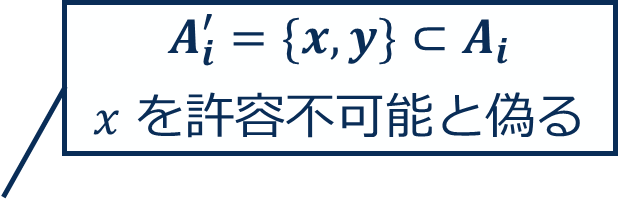 A′ᵢ = {x, y} ⊂ Aᵢ
x を許容不可能と偽る